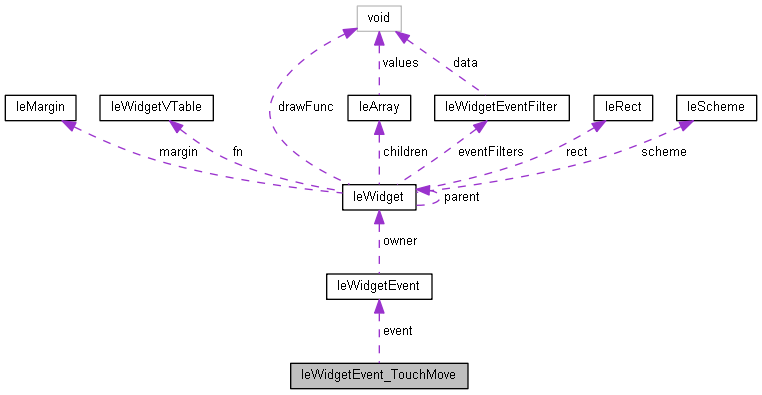 void
drawFunc
values
data
leMargin
leWidgetVTable
leArray
leWidgetEventFilter
leRect
leScheme
margin
fn
children
eventFilters
rect
scheme
leWidget
parent
owner
leWidgetEvent
event
leWidgetEvent_TouchMove